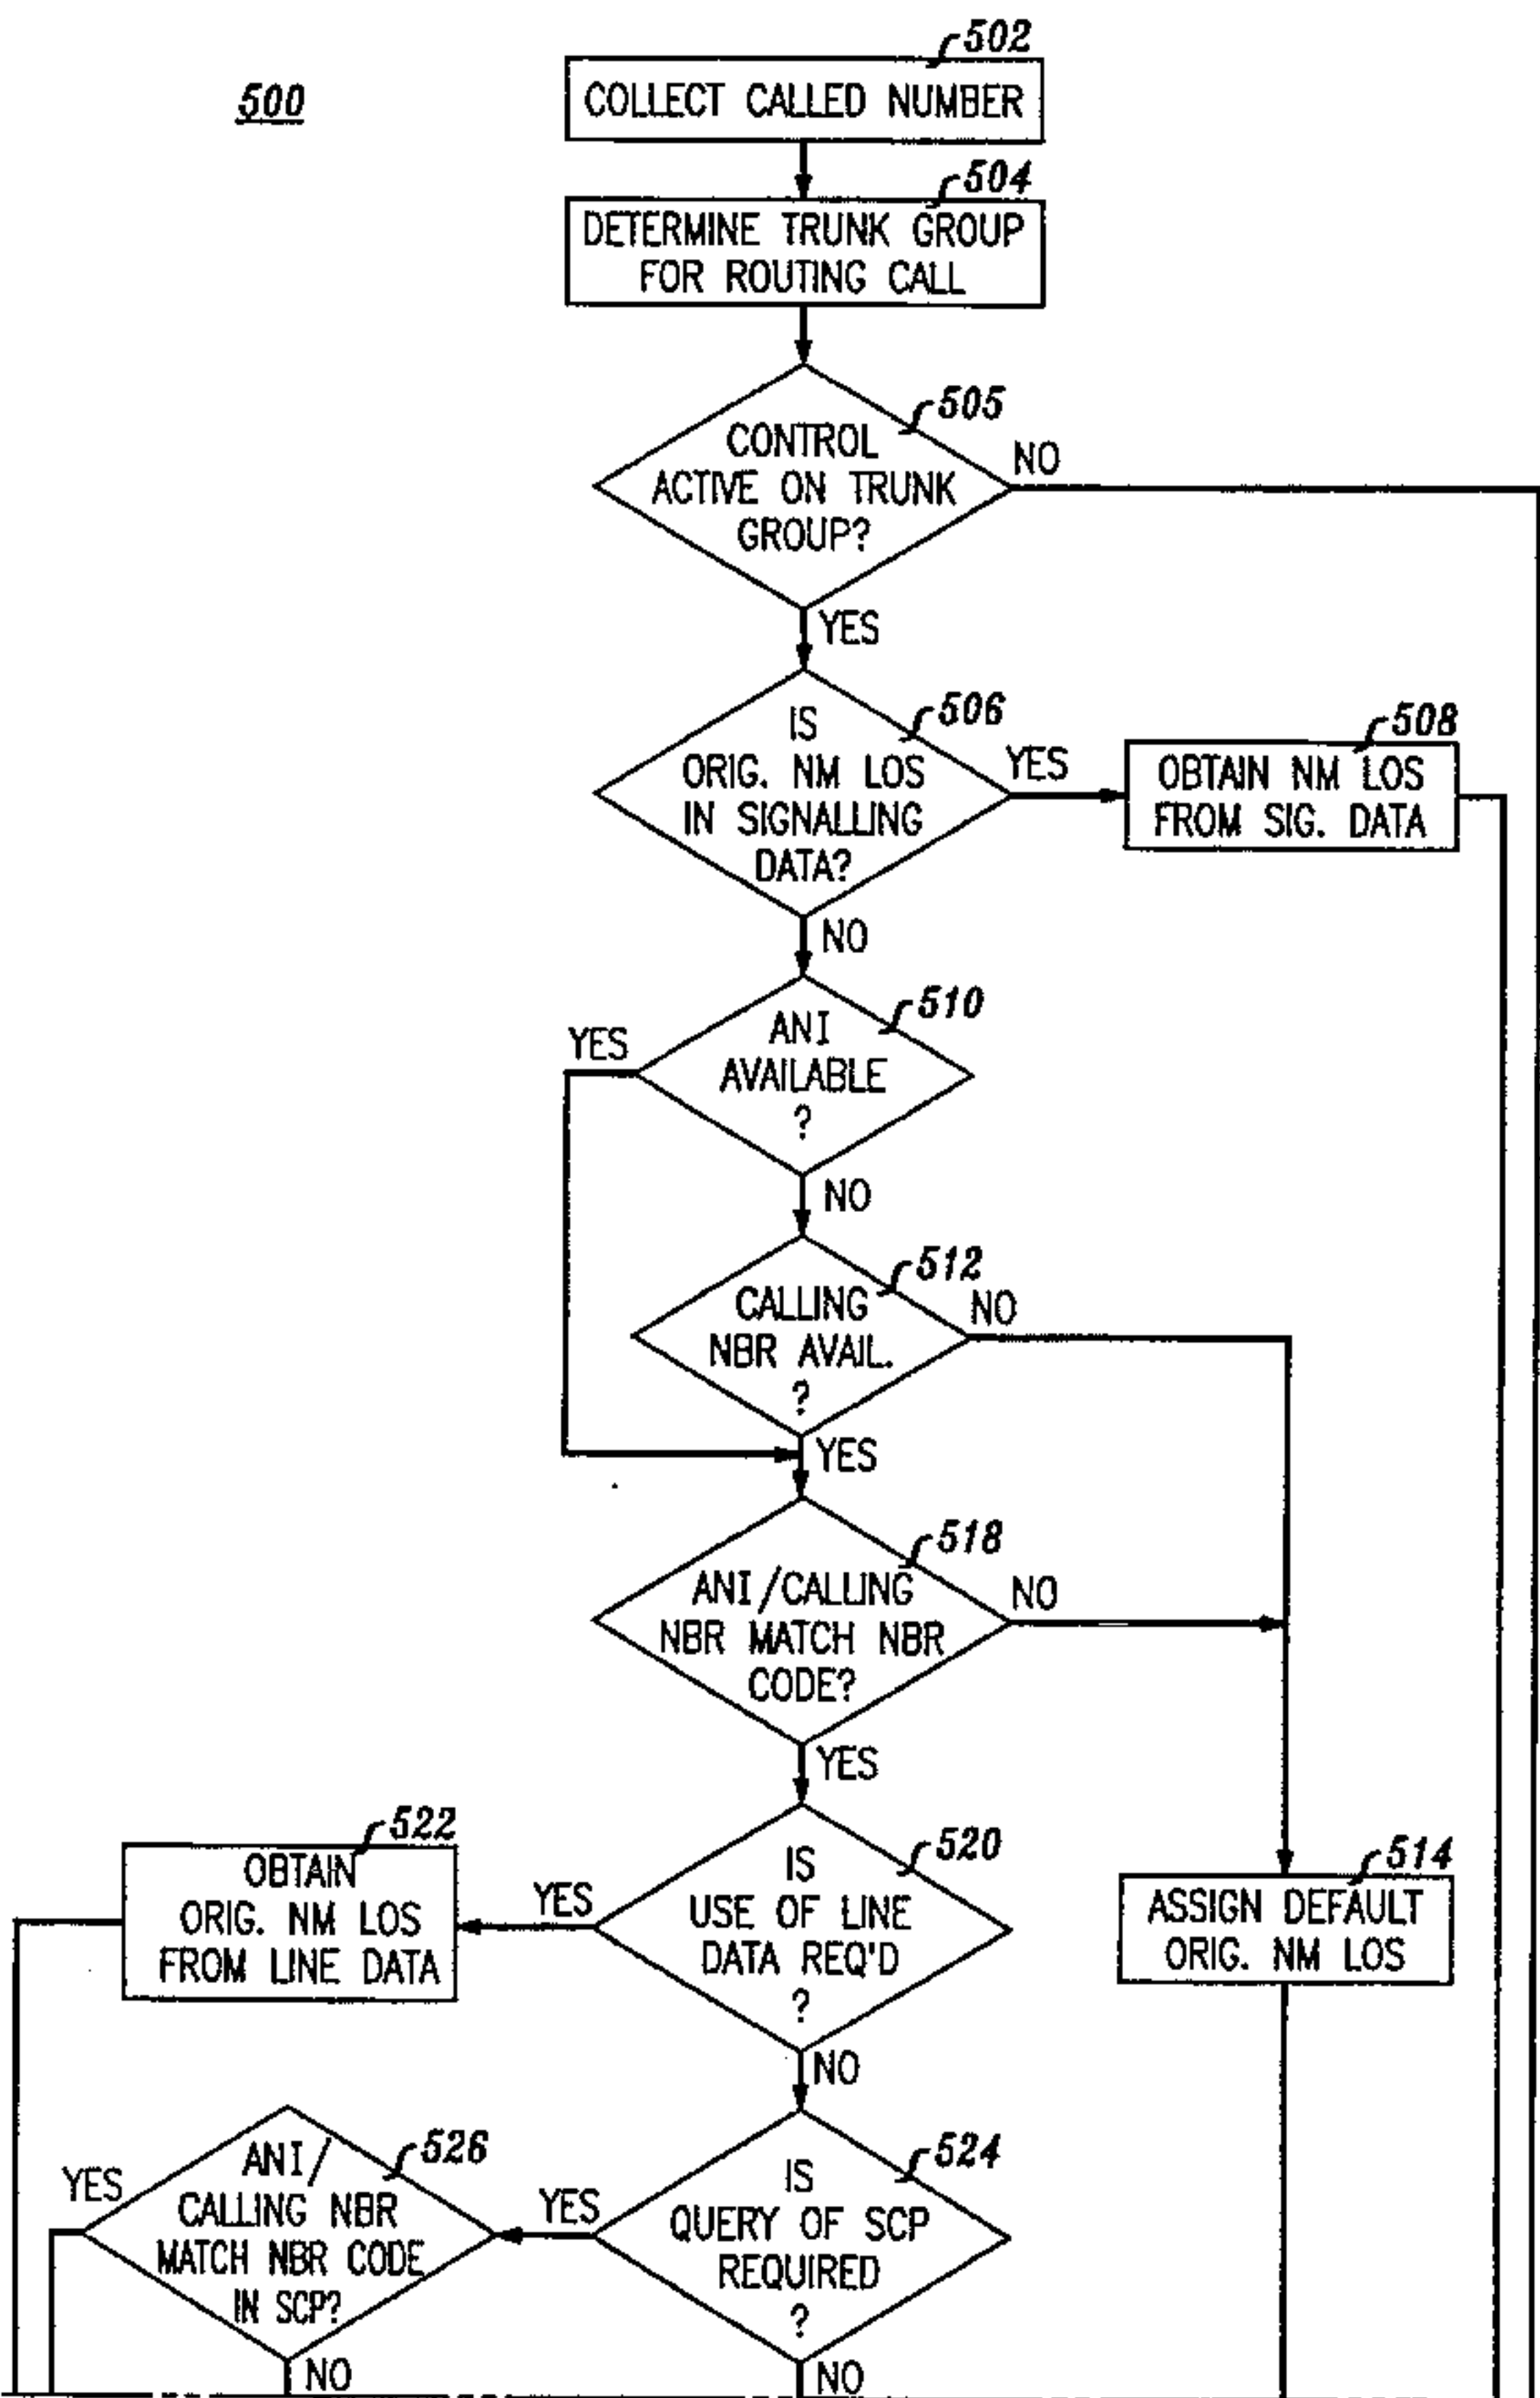 500
502
COLLECT CALLED NUMBER
504
DETERMINE TRUNK GROUP
FOR ROUTING CALL
505
CONTROL
ACTIVE ON TRUNK
GROUP?
NO
YES
506
IS
ORIG. NM LOS
IN SIGNALLING
DATA?
YES
508
OBTAIN NM LOS
FROM SIG. DATA
NO
510
ANI
AVAILABLE
?
YES
NO
512
CALLING
NBR AVAIL.
?
NO
YES
518
ANI/CALLING
NBR MATCH NBR
CODE?
NO
YES
522
OBTAIN
ORIG. NM LOS
FROM LINE DATA
YES
520
IS
USE OF LINE
DATA REQ'D
?
514
ASSIGN DEFAULT
ORIG. NM LOS
NO
526
ANI/
CALLING NBR
MATCH NBR CODE
IN SCP?
YES
YES
524
IS
QUERY OF SCP
REQUIRED
?
NO
NO